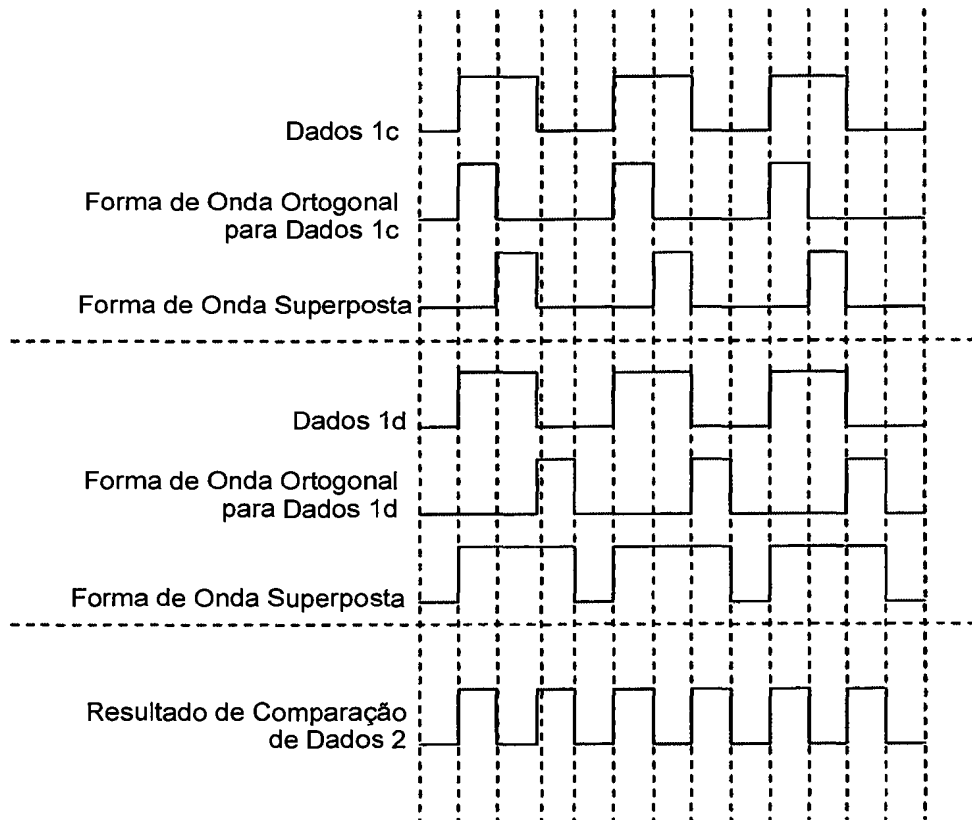 Dados 1c
Forma de Onda Ortogonal
para Dados 1c
Forma de Onda Superposta
Dados 1d
Forma de Onda Ortogonal
para Dados 1d
Forma de Onda Superposta
Resultado de Comparação
de Dados 2